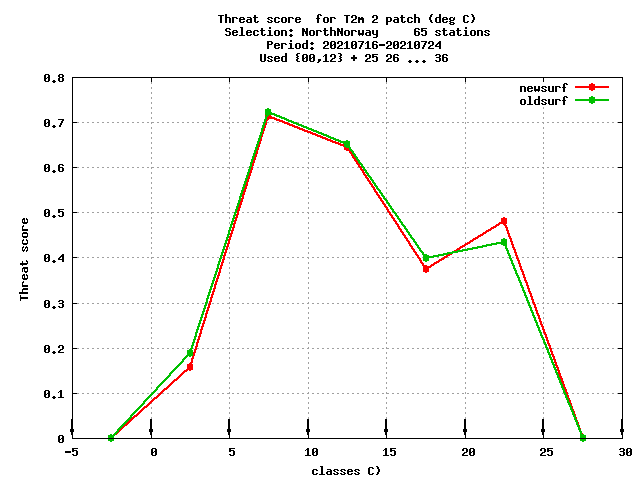 Threat score  for T2m 2 patch (deg C)
Selection: NorthNorway     65 stations
Period: 20210716-20210724
Used {00,12} + 25 26 ... 36
newsurf
oldsurf
0.8
0.7
0.6
0.5
0.4
0.3
0.2
0.1
0
Threat score
-5 0 5 10 15 20 25 30
classes C)